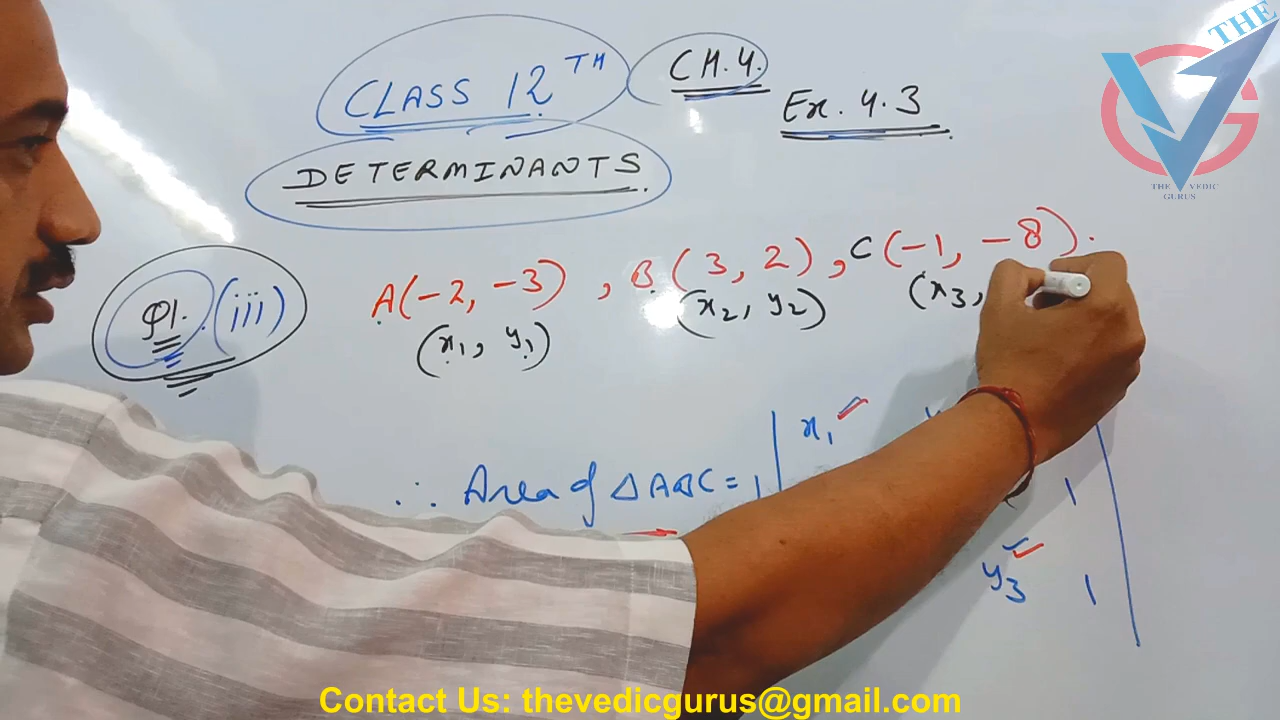 CLASS 12TH
CH.4.
Ex. 4.3
DETERMINANTS.
THE
THE VEDIC
GURUS
Q1. (iii) A(-2, -3), B(3, 2), C(-1, -8).
(x1, y1) (x2, y2) (x3,
x1
∴ Area of △ABC = 1
1
y3 1
Contact Us: thevedicgurus@gmail.com